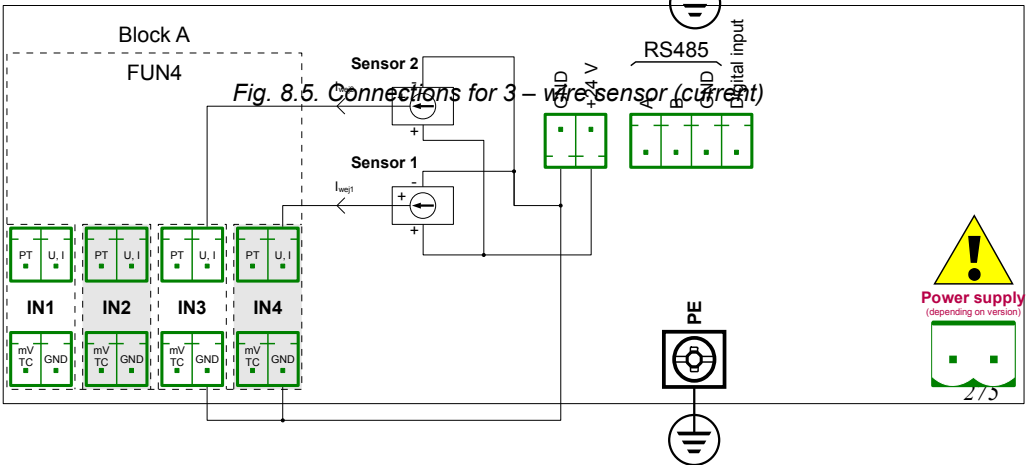 Block A
FUN4
Sensor 2
Fig. 8.5. Connections for 3 – wire sensor (current)
- + +
Sensor 1
Iwej1
- + +
GND
+24 V
RS485
A
B
GND
Digital input
PT U, I PT U, I PT U, I PT U, I
IN1 IN2 IN3 IN4
mV TC GND mV TC GND mV TC GND mV TC GND
PE
Power supply
(depending on version)
275